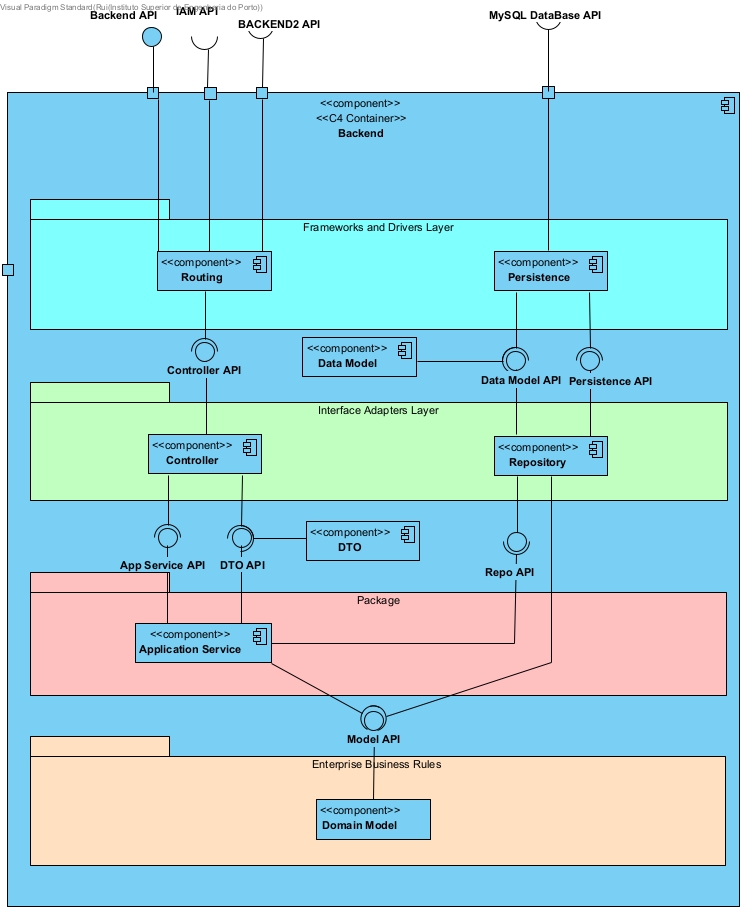 Visual Paradigm Standard(Rui(Instituto Superior de Engenharia do Porto))
Backend API
IAM API
BACKEND2 API
MySQL DataBase API
<<component>>
<<C4 Container>>
Backend
Frameworks and Drivers Layer
<<component>>
Routing
<<component>>
Persistence
<<component>>
Data Model
Controller API
Data Model API
Persistence API
Interface Adapters Layer
<<component>>
Controller
<<component>>
Repository
<<component>>
DTO
App Service API
DTO API
Repo API
Package
<<component>>
Application Service
Model API
Enterprise Business Rules
<<component>>
Domain Model